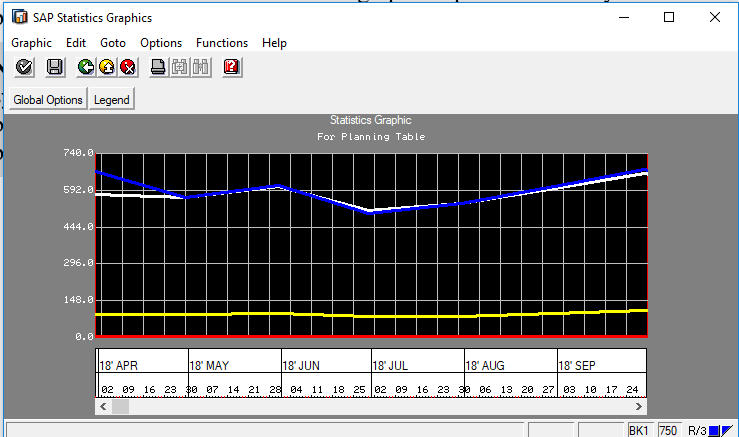 SAP Statistics Graphics
Graphic Edit Goto Options Functions Help
Global Options Legend
Statistics Graphic
For Planning Table
740.0
592.0
444.0
296.0
148.0
0.0
18' APR 18' MAY 18' JUN 18' JUL 18' AUG 18' SEP
02 09 16 23 30 07 14 21 28 04 11 18 25 02 09 16 23 30 06 13 20 27 03 10 17 24
BK1 750 R/3